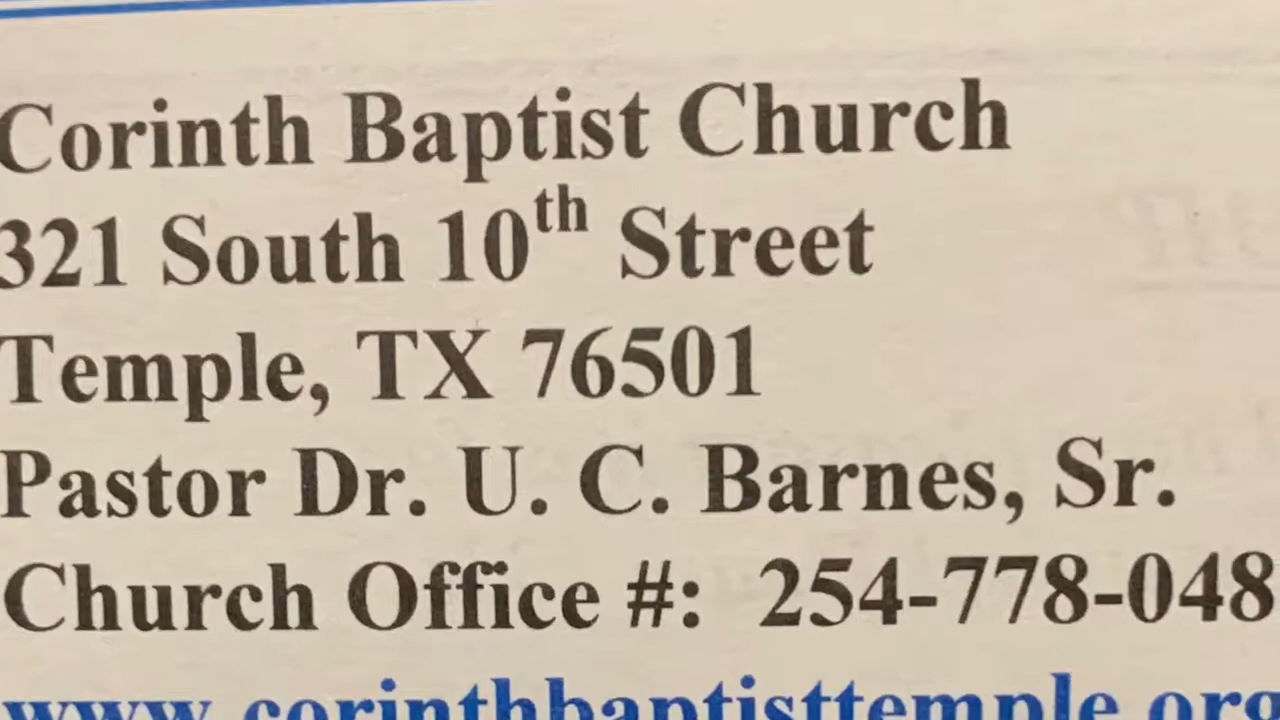 Corinth Baptist Church
321 South 10th Street
Temple, TX 76501
Pastor Dr. U. C. Barnes, Sr.
Church Office #: 254-778-048
www.corinthbaptisttemple.org